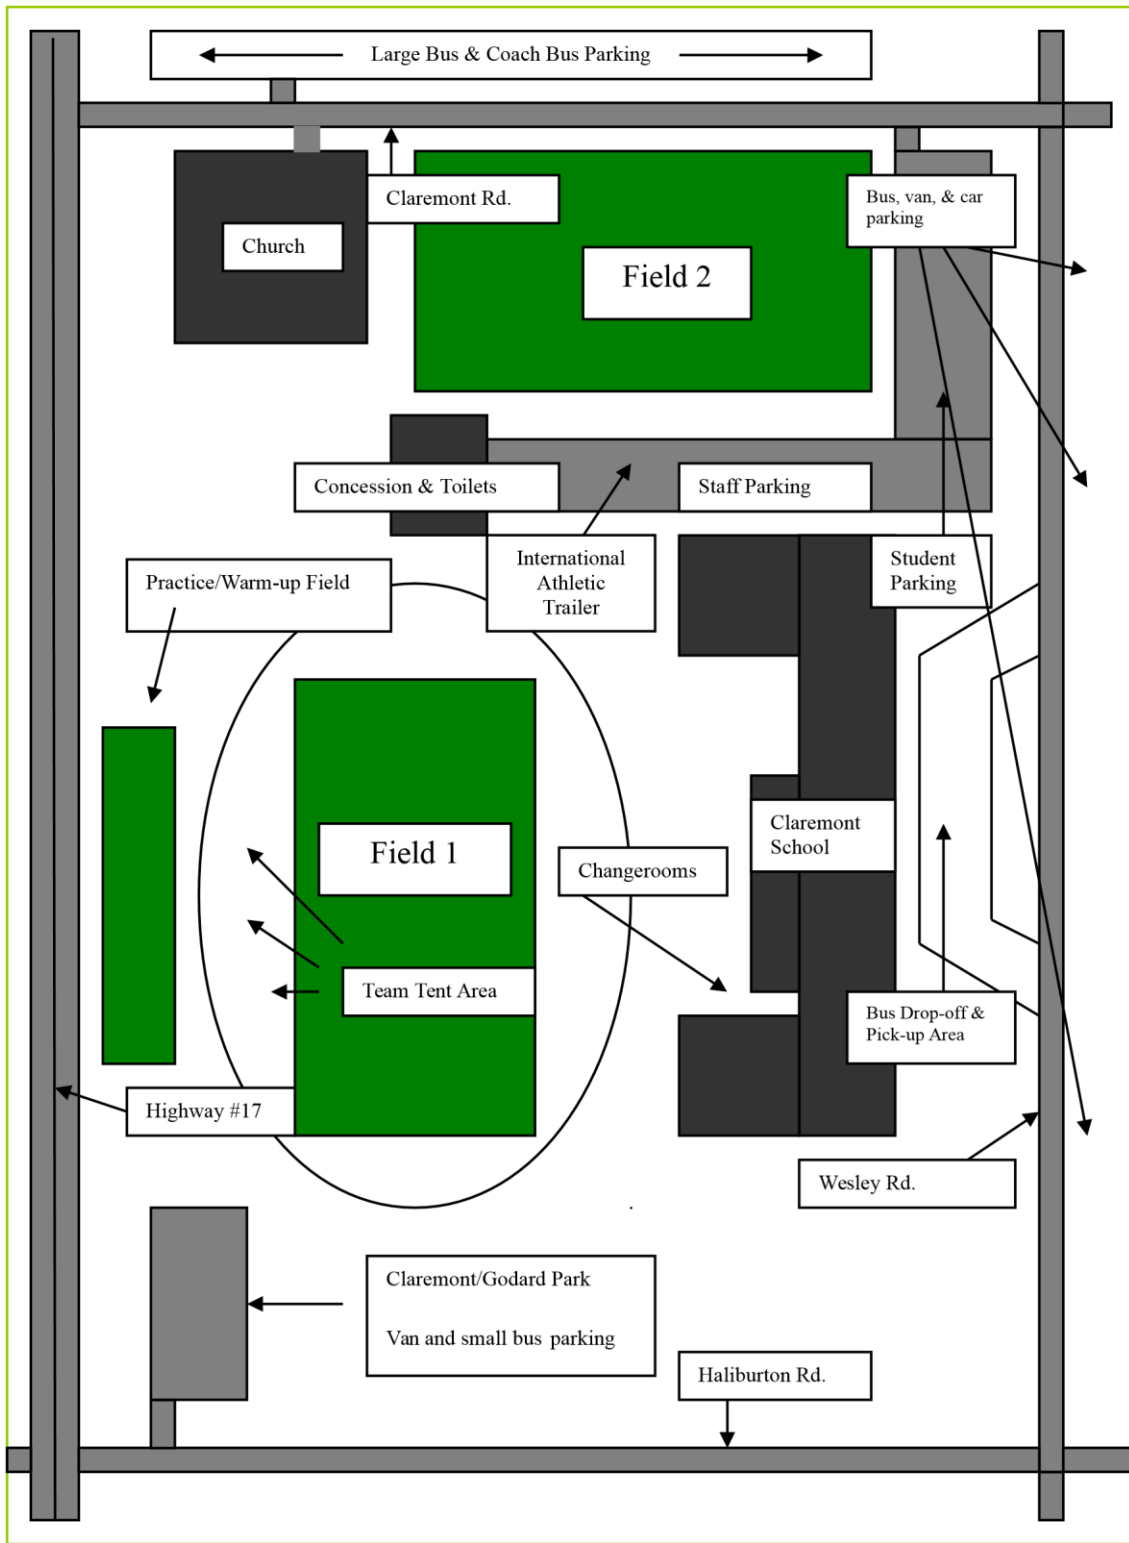 Large Bus & Coach Bus Parking
Claremont Rd.
Bus, van, & car
parking
Church
Field 2
Concession & Toilets
Staff Parking
International
Athletic
Trailer
Student
Parking
Practice/Warm-up Field
Field 1
Changerooms
Claremont
School
Team Tent Area
Bus Drop-off &
Pick-up Area
Highway #17
Wesley Rd.
Claremont/Godard Park
Van and small bus parking
Haliburton Rd.